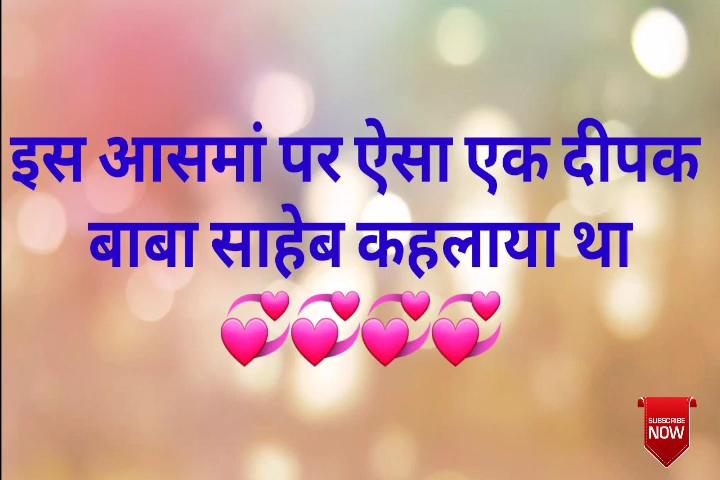 इस आसमां पर ऐसा एक दीपक
बाबा साहेब कहलाया था
💞💞💞💞
SUBSCRIBE
NOW